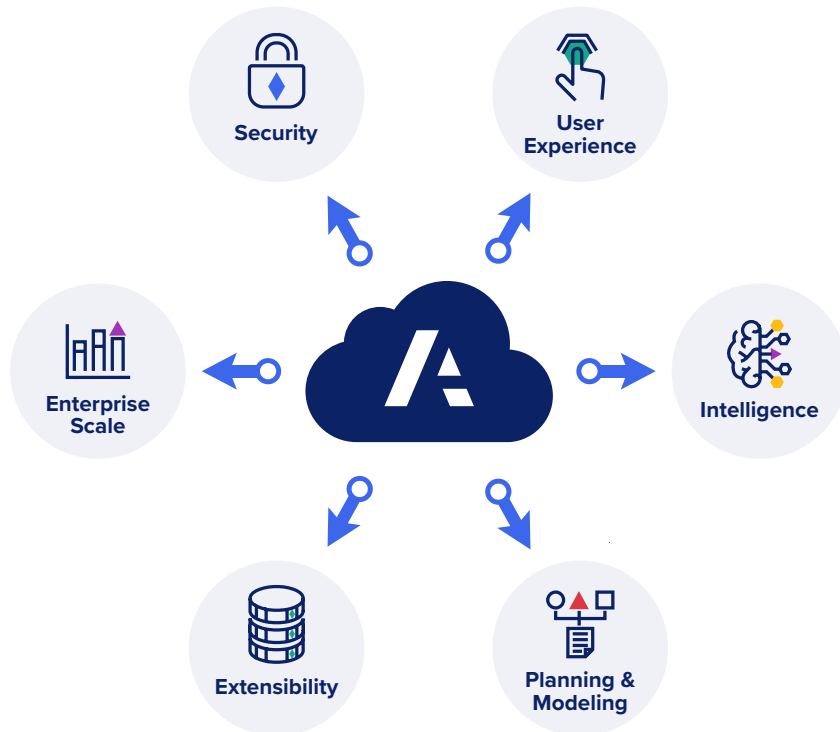 Security
User
Experience
Enterprise
Scale
A
Intelligence
Extensibility
Planning &
Modeling